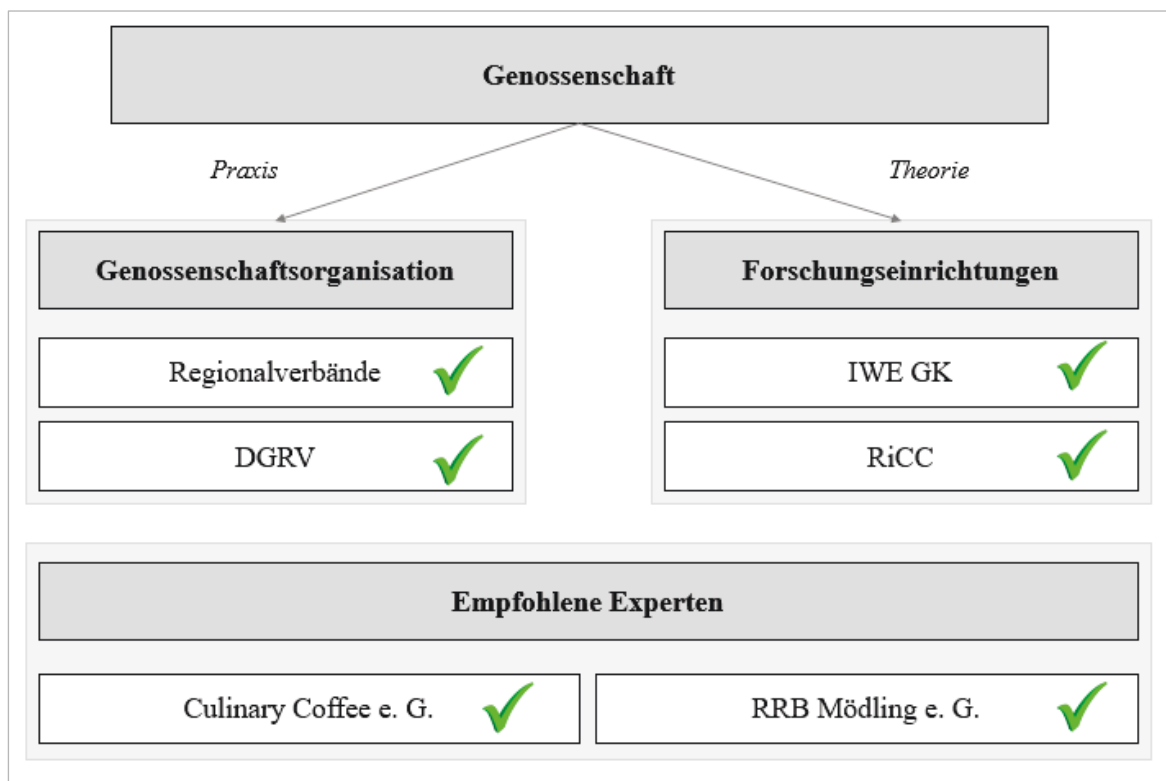 Genossenschaft
Praxis
Theorie
Genossenschaftsorganisation
Regionalverbände
DGRV
Forschungseinrichtungen
IWE GK
RiCC
Empfohlene Experten
Culinary Coffee e. G.
RRB Mödling e. G.